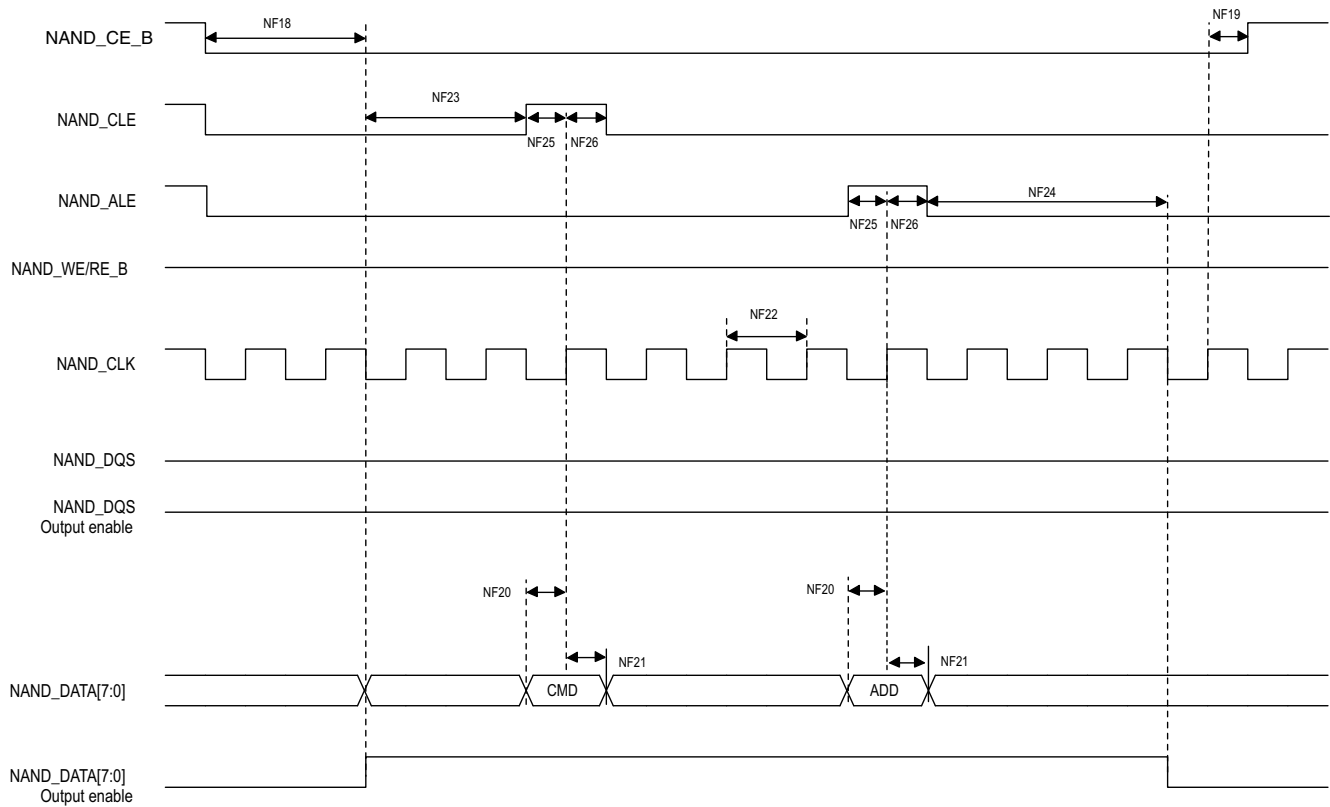 NF18
NF19
NAND_CE_B
NF23
NAND_CLE
NF25 NF26
NAND_ALE
NF24
NF25 NF26
NAND_WE/RE_B
NF22
NAND_CLK
NAND_DQS
NAND_DQS
Output enable
NF20
NF20
NF21
NF21
NAND_DATA[7:0]
CMD
ADD
NAND_DATA[7:0]
Output enable